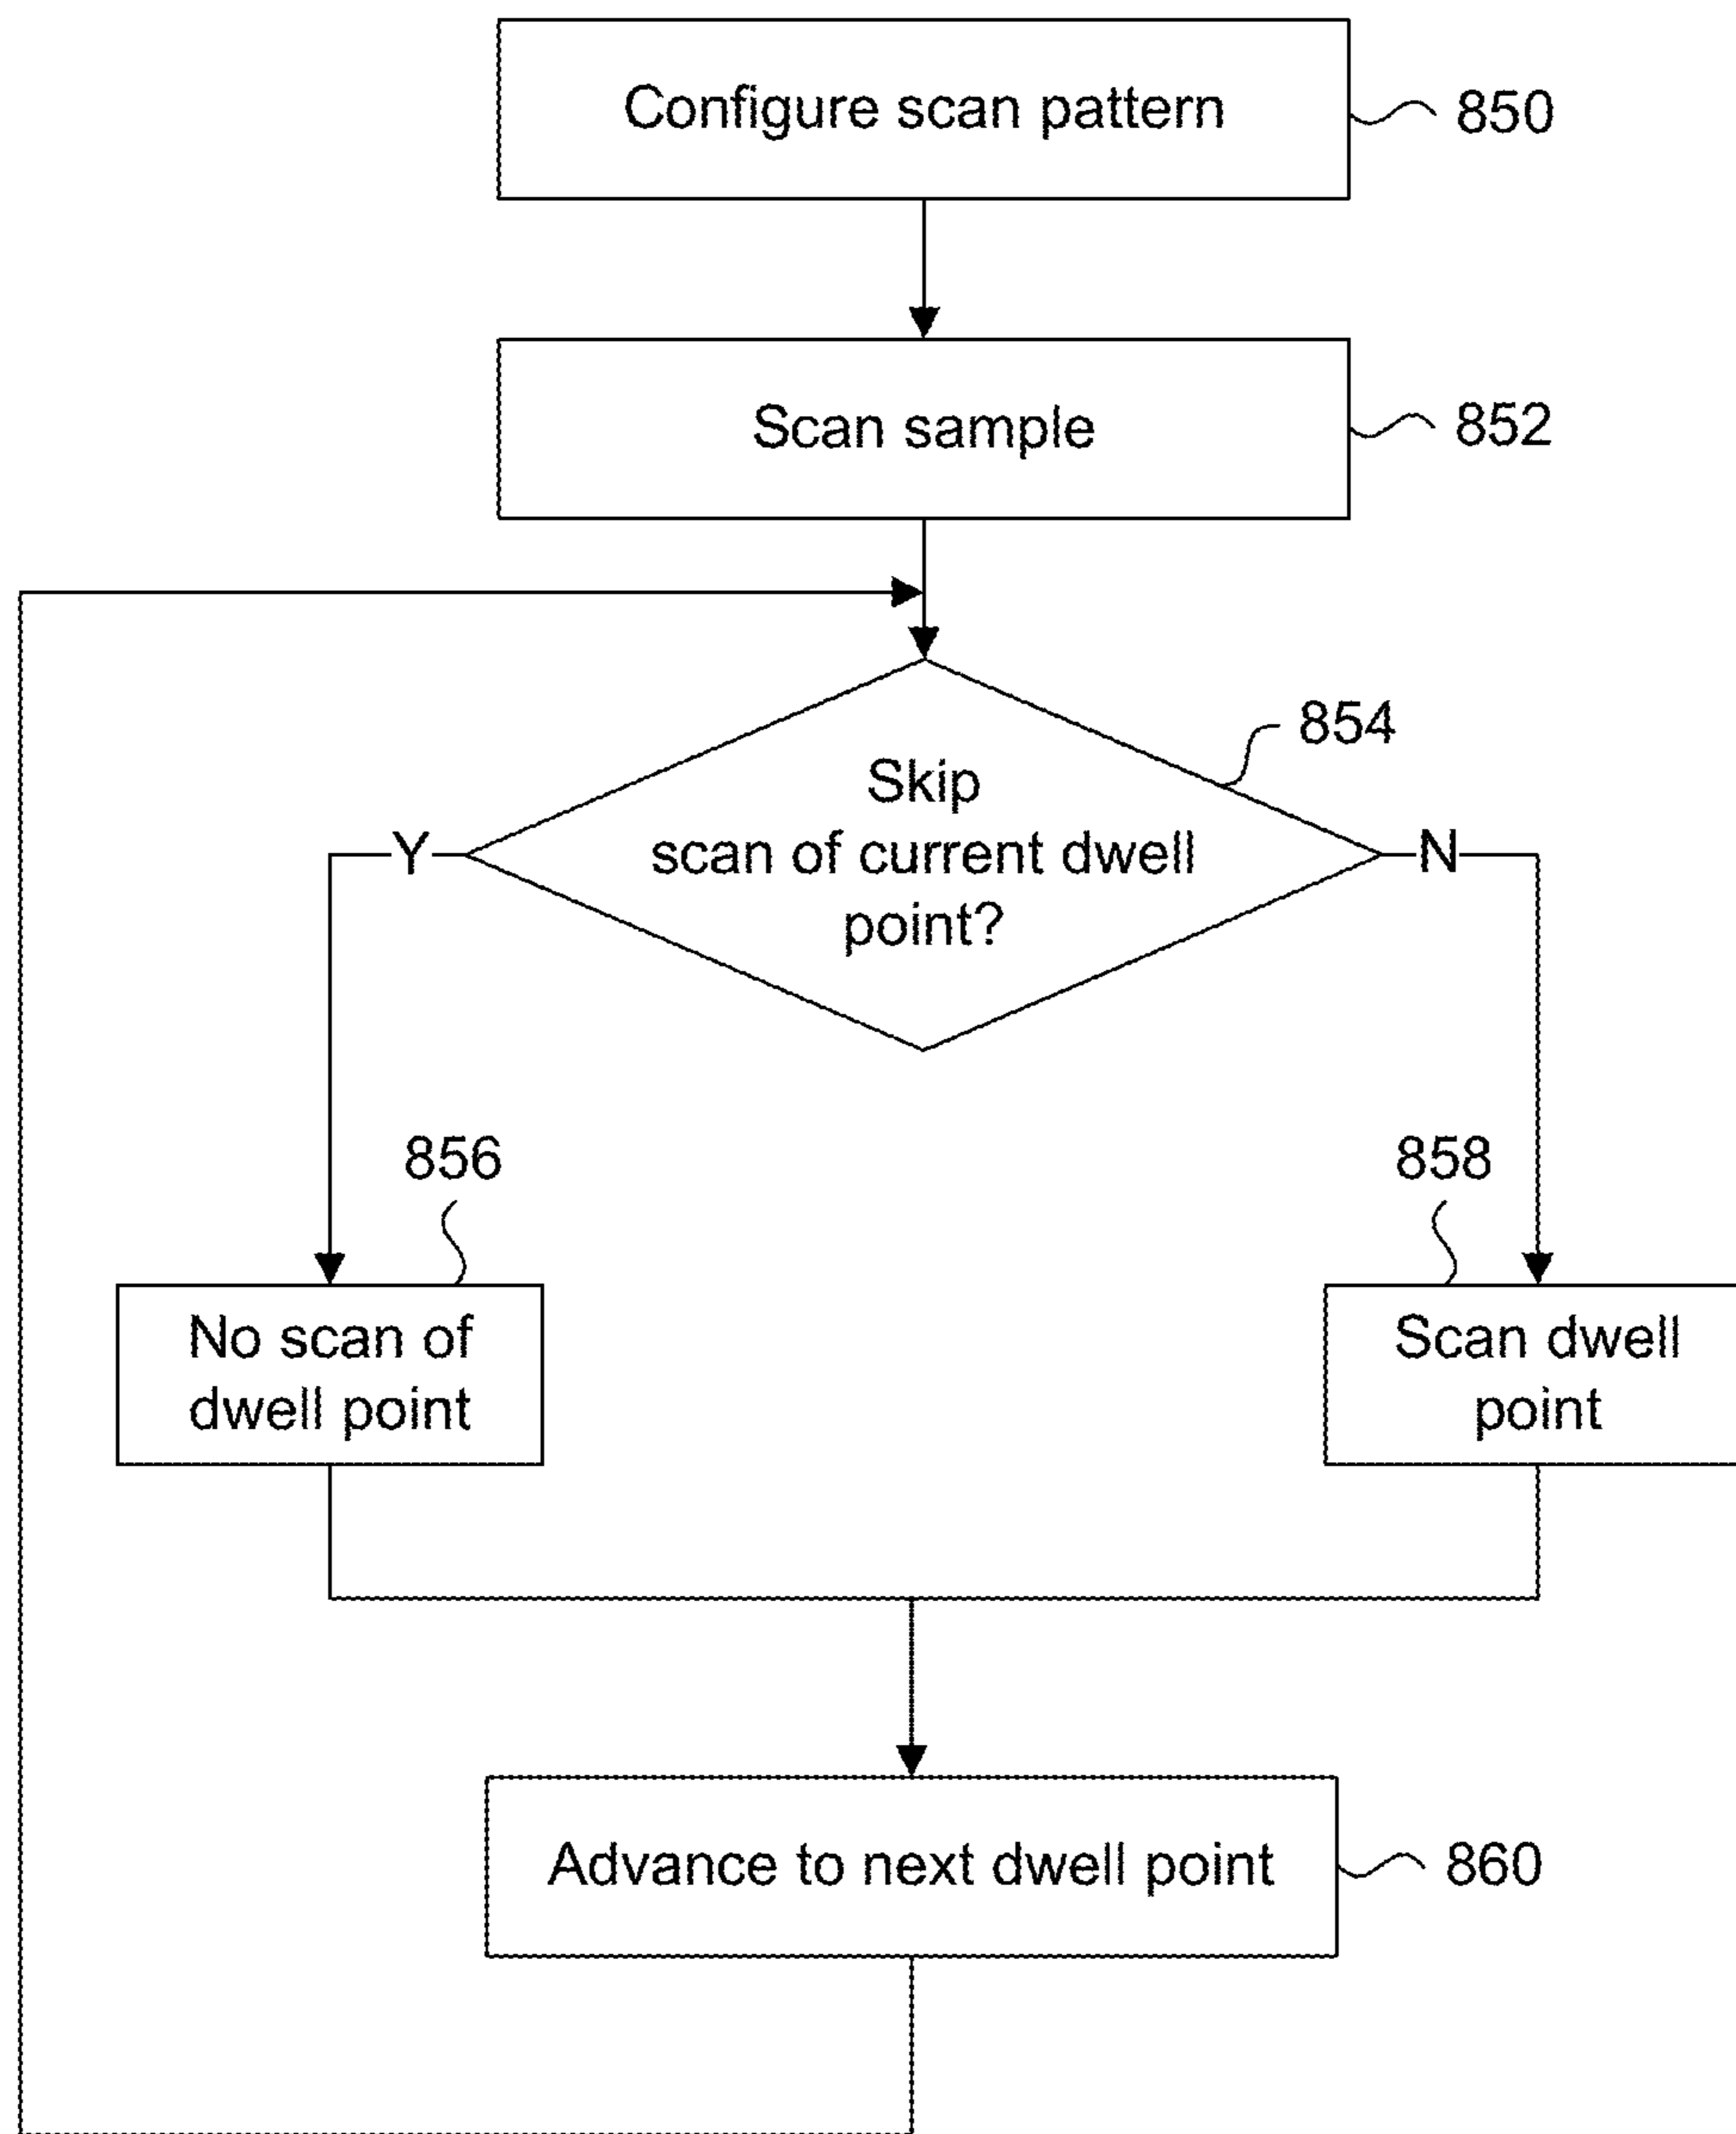 Configure scan pattern
850
Scan sample
852
854
Skip
scan of current dwell
point?
Y
N
856
858
No scan of
dwell point
Scan dwell
point
Advance to next dwell point
860